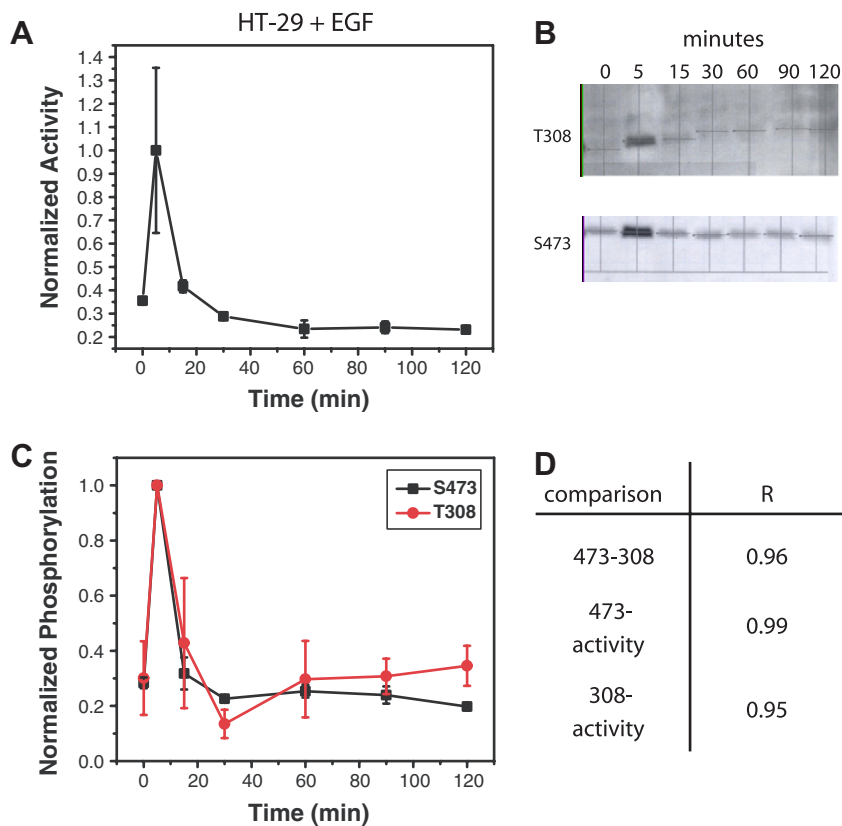 A
HT-29 + EGF
Normalized Activity
1.4
1.3
1.2
1.1
1.0
0.9
0.8
0.7
0.6
0.5
0.4
0.3
0.2
0 20 40 60 80 100 120
Time (min)
B
minutes
0 5 15 30 60 90 120
T308
S473
C
Normalized Phosphorylation
1.0
0.8
0.6
0.4
0.2
0.0
S473
T308
0 20 40 60 80 100 120
Time (min)
D
comparison R
473-308 0.96
473-
activity 0.99
308-
activity 0.95